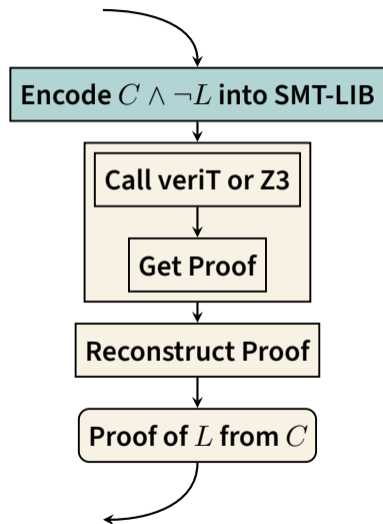 Encode C ∧ ¬L into SMT-LIB
Call veriT or Z3
Get Proof
Reconstruct Proof
Proof of L from C